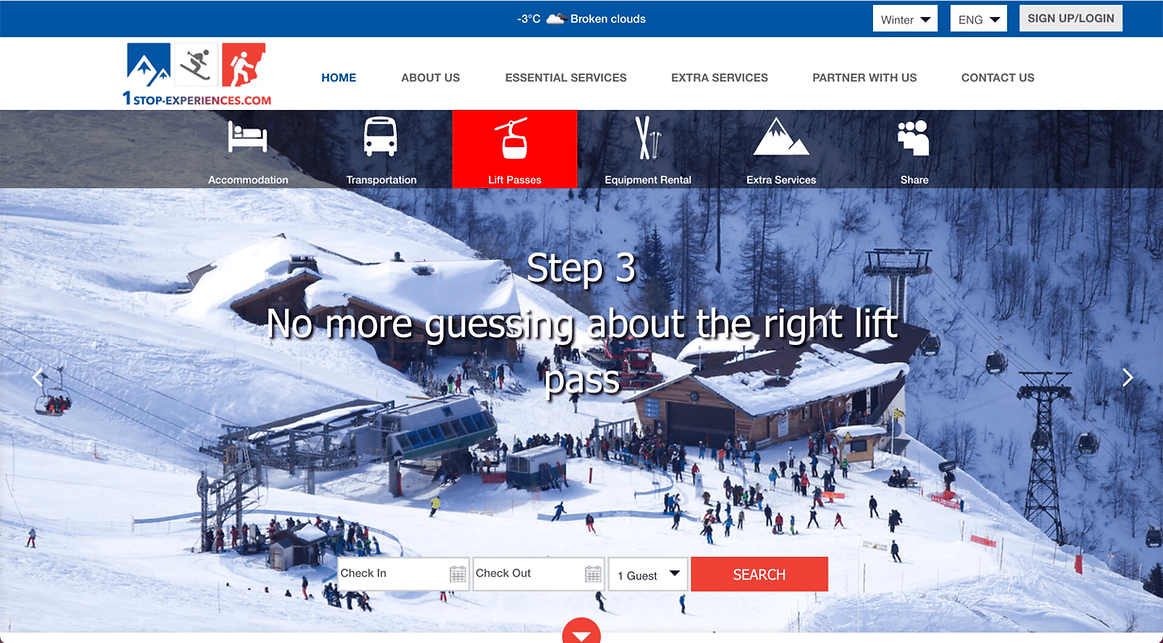 -3°C Broken clouds
Winter
ENG
SIGN UP/LOGIN
1STOP-EXPERIENCES.COM
HOME
ABOUT US
ESSENTIAL SERVICES
EXTRA SERVICES
PARTNER WITH US
CONTACT US
Accommodation
Transportation
Lift Passes
Equipment Rental
Extra Services
Share
Step 3
No more guessing about the right lift
pass
Check In
Check Out
1 Guest
SEARCH